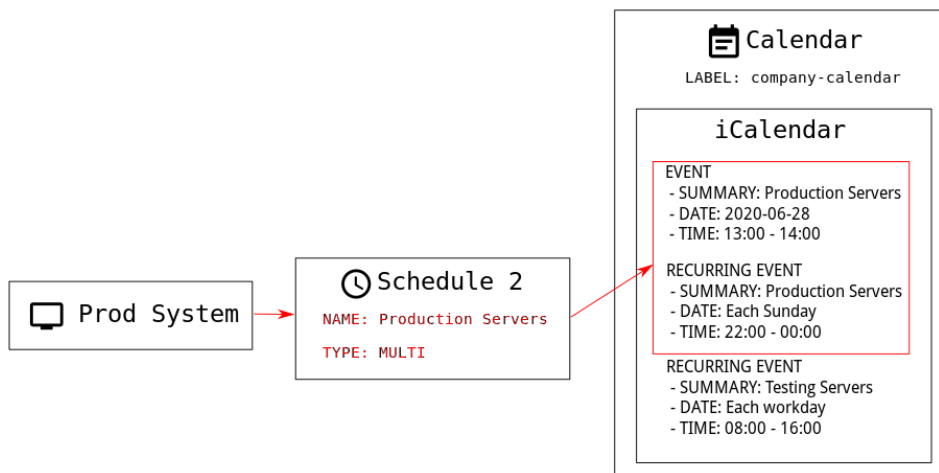 Calendar
LABEL: company-calendar
iCalendar
EVENT
- SUMMARY: Production Servers
- DATE: 2020-06-28
- TIME: 13:00 - 14:00
RECURRING EVENT
- SUMMARY: Production Servers
- DATE: Each Sunday
- TIME: 22:00 - 00:00
RECURRING EVENT
- SUMMARY: Testing Servers
- DATE: Each workday
- TIME: 08:00 - 16:00
Schedule 2
NAME: Production Servers
TYPE: MULTI
Prod System